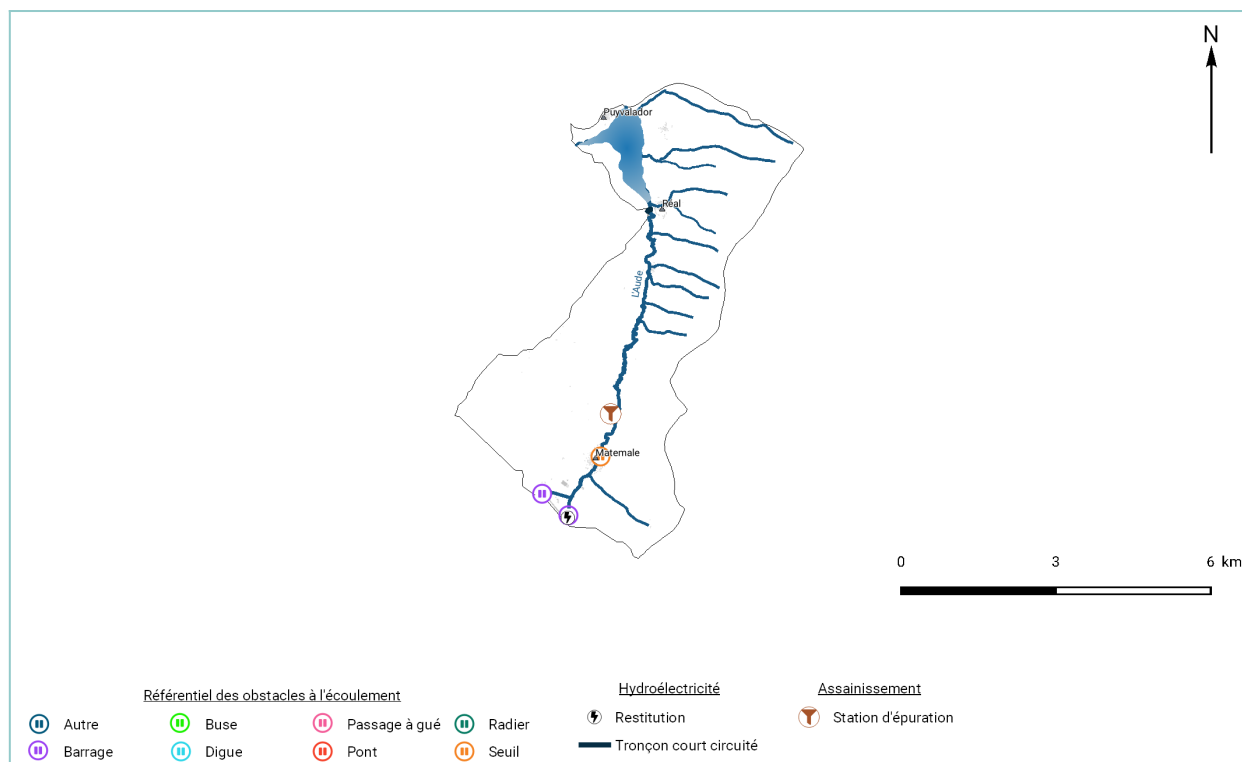 N
Puyvalador
Réal
L'Aude
Matemale
0 3 6 km
Référentiel des obstacles à l'écoulement
Hydroélectricité
Assainissement
Autre
Buse
Passage à gué
Radier
Restitution
Station d'épuration
Barrage
Digue
Pont
Seuil
Tronçon court circuité